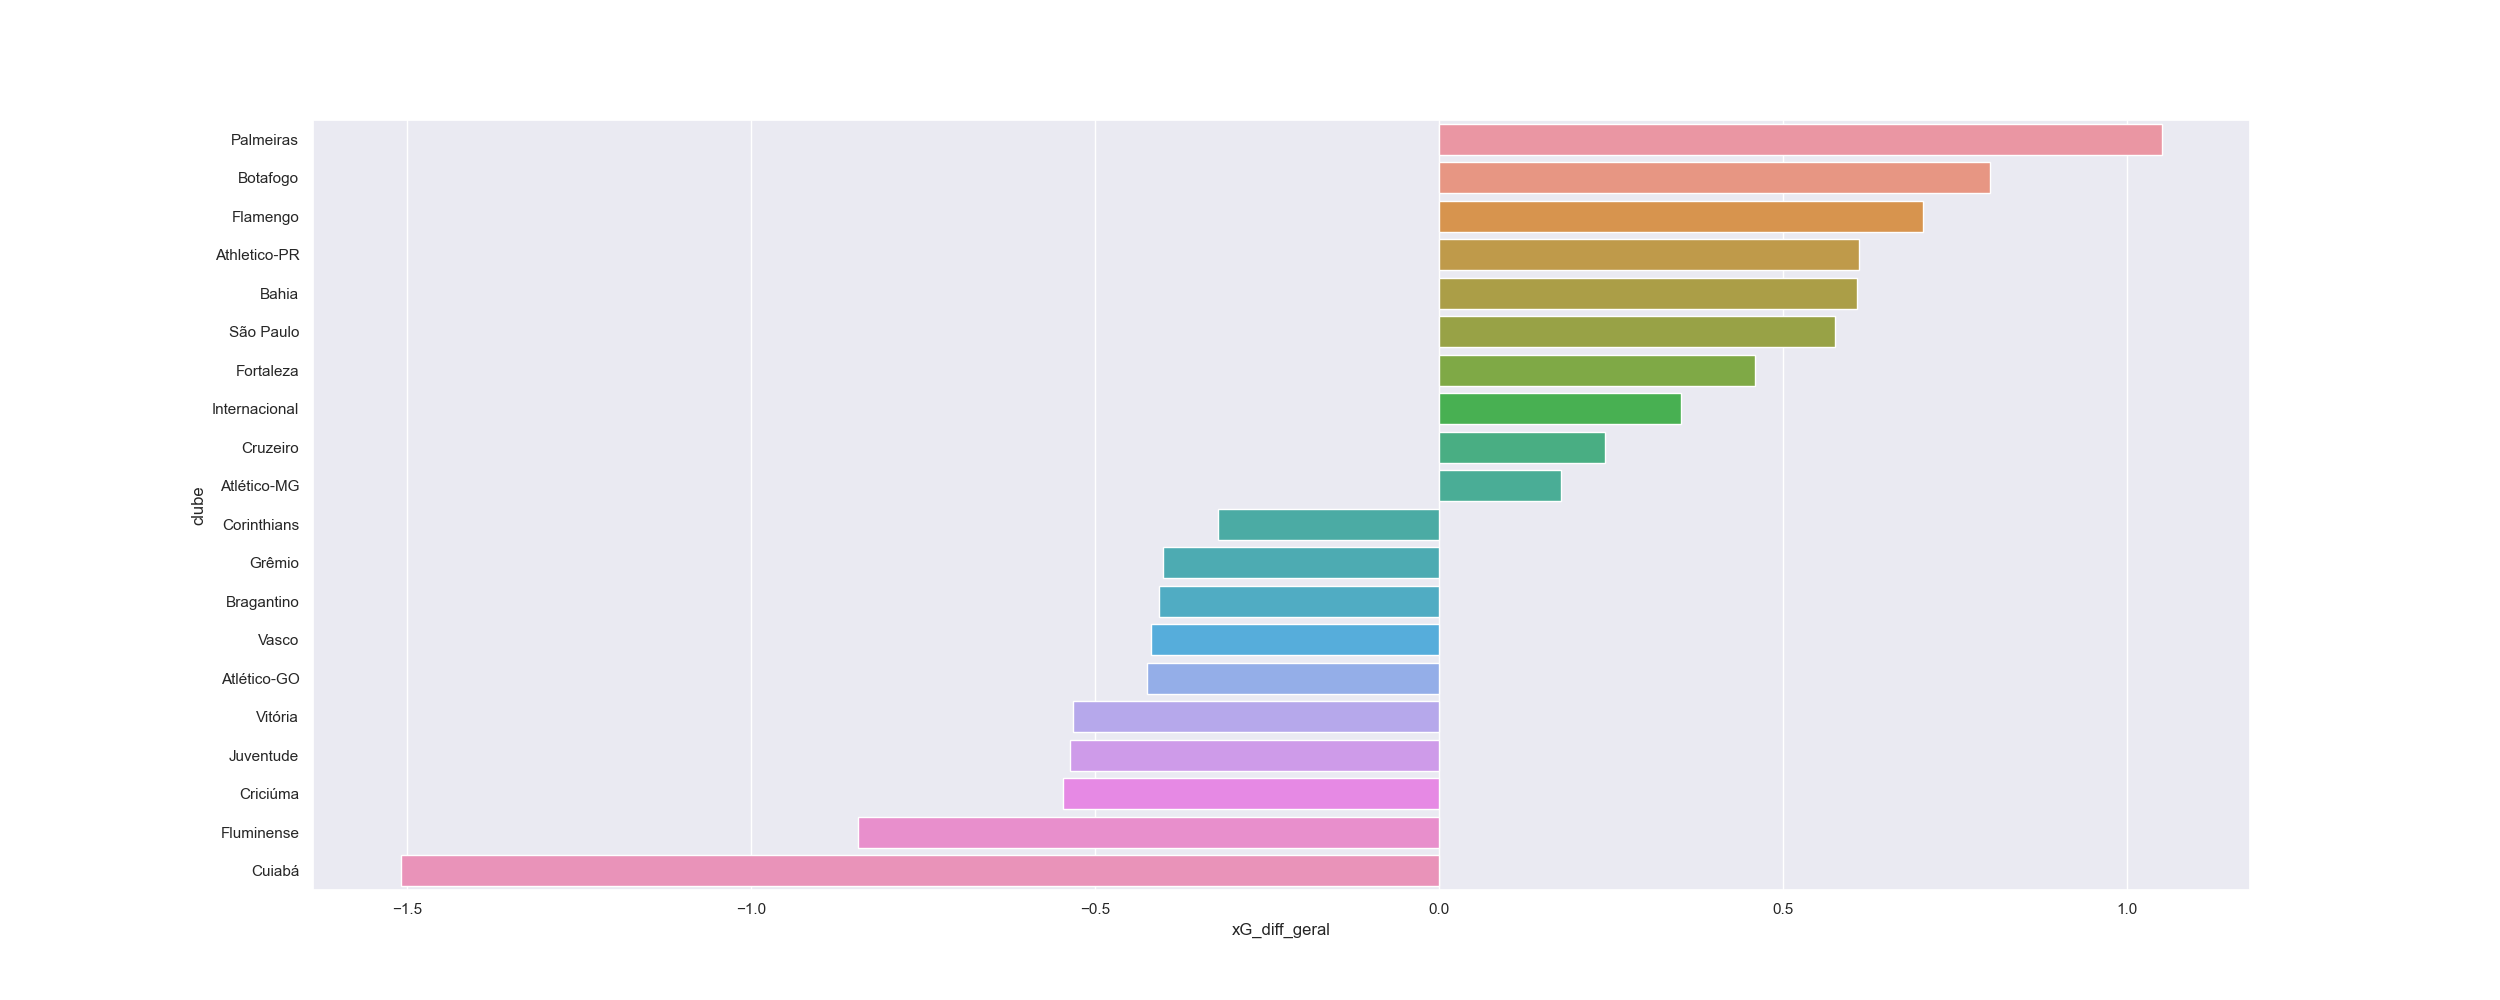 Palmeiras
Botafogo
Flamengo
Athletico-PR
Bahia
São Paulo
Fortaleza
Internacional
Cruzeiro
Atlético-MG
Corinthians
Grêmio
Bragantino
Vasco
Atlético-GO
Vitória
Juventude
Criciúma
Fluminense
Cuiabá
clube
−1.5 −1.0 −0.5 0.0 0.5 1.0
xG_diff_geral